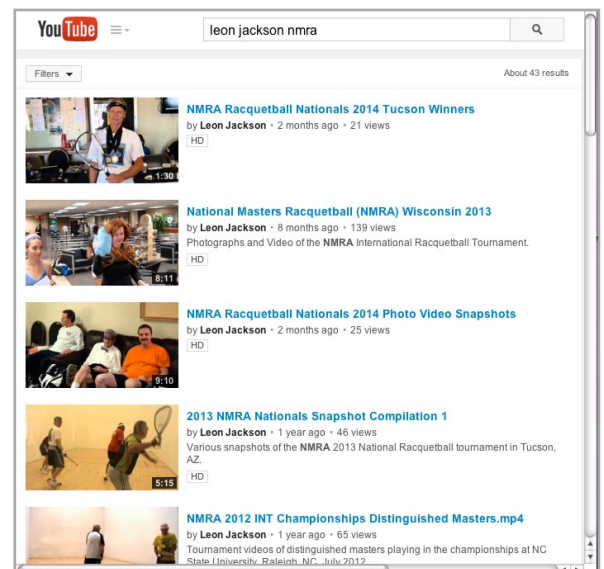 YouTube
leon jackson nmra
Filters
About 43 results
NMRA Racquetball Nationals 2014 Tucson Winners
by Leon Jackson • 2 months ago • 21 views
HD
1:30
National Masters Racquetball (NMRA) Wisconsin 2013
by Leon Jackson • 8 months ago • 139 views
Photographs and Video of the NMRA International Racquetball Tournament.
HD
8:11
NMRA Racquetball Nationals 2014 Photo Video Snapshots
by Leon Jackson • 2 months ago • 25 views
HD
9:10
2013 NMRA Nationals Snapshot Compilation 1
by Leon Jackson • 1 year ago • 46 views
Various snapshots of the NMRA 2013 National Racquetball tournament in Tucson,
AZ.
HD
5:15
NMRA 2012 INT Championships Distinguished Masters.mp4
by Leon Jackson • 1 year ago • 65 views
Tournament videos of distinguished masters playing in the championships at NC
State University, Raleigh, NC, July 2012